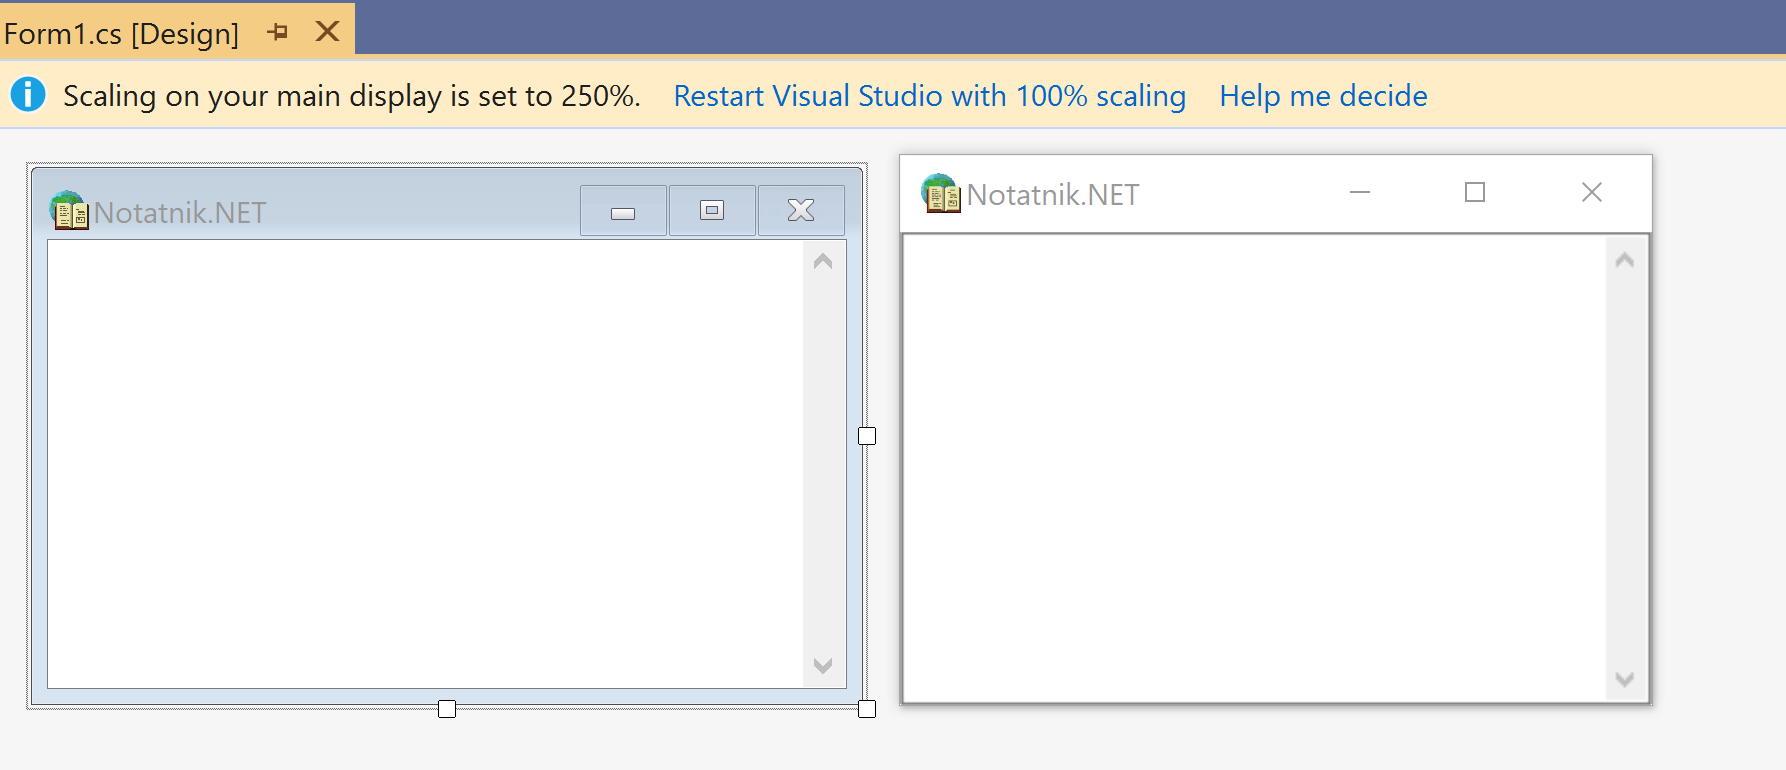 Form1.cs [Design]
Scaling on your main display is set to 250%. Restart Visual Studio with 100% scaling Help me decide
Notatnik.NET
Notatnik.NET